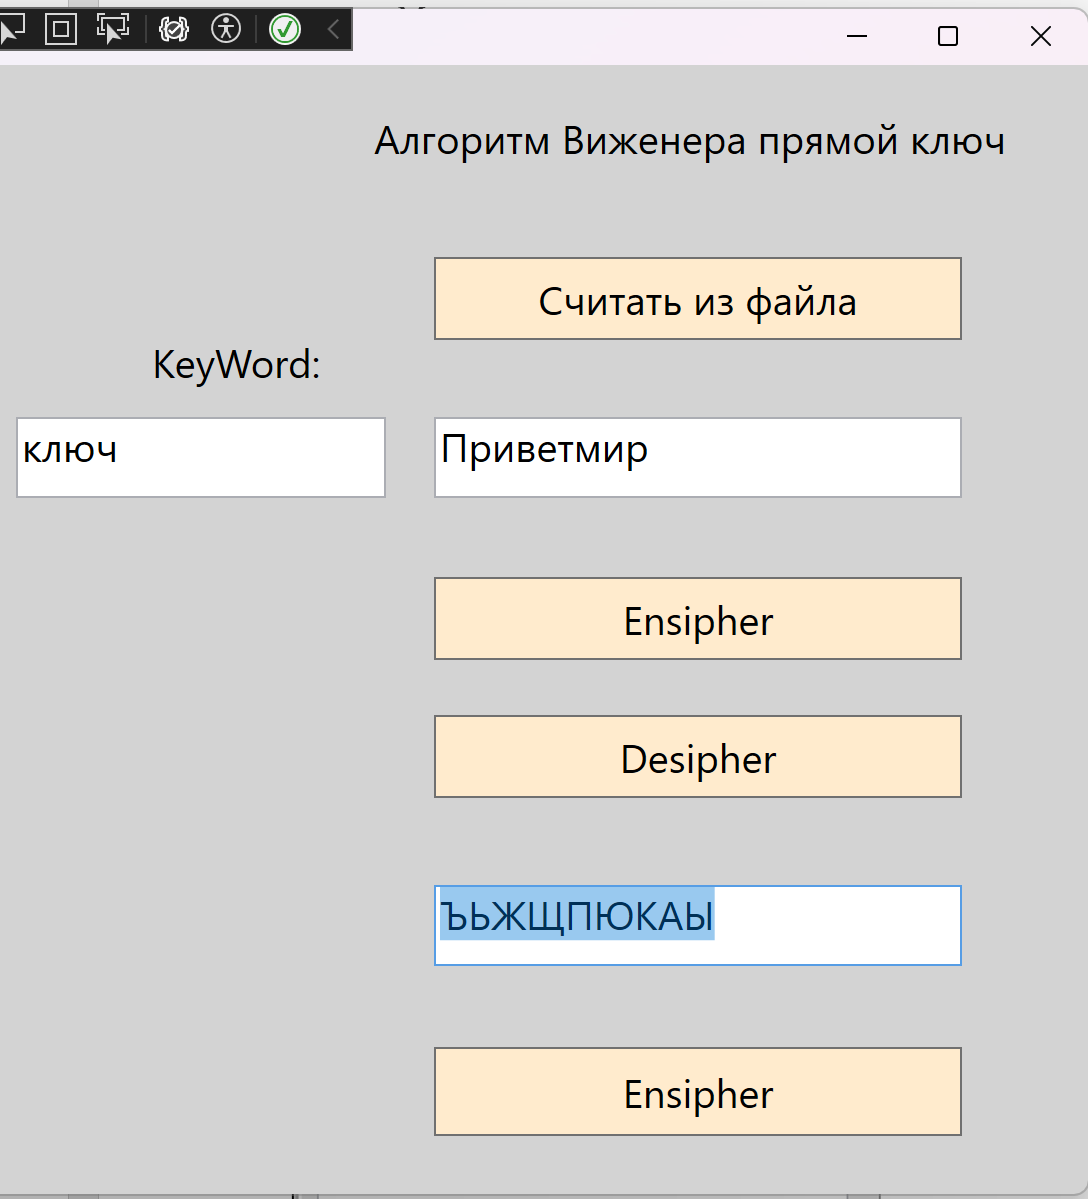 Алгоритм Виженера прямой ключ
Считать из файла
KeyWord:
ключ
Приветмир
Ensipher
Desipher
ЪЬЖЩПЮКАЫ
Ensipher